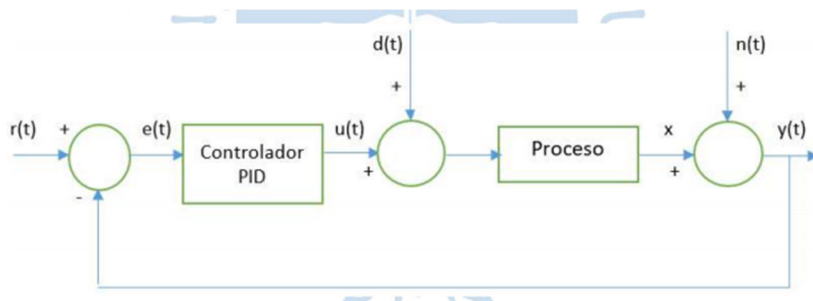 d(t)
n(t)
+
+
r(t)
+
e(t)
Controlador
PID
u(t)
+
Proceso
x
+
y(t)
-